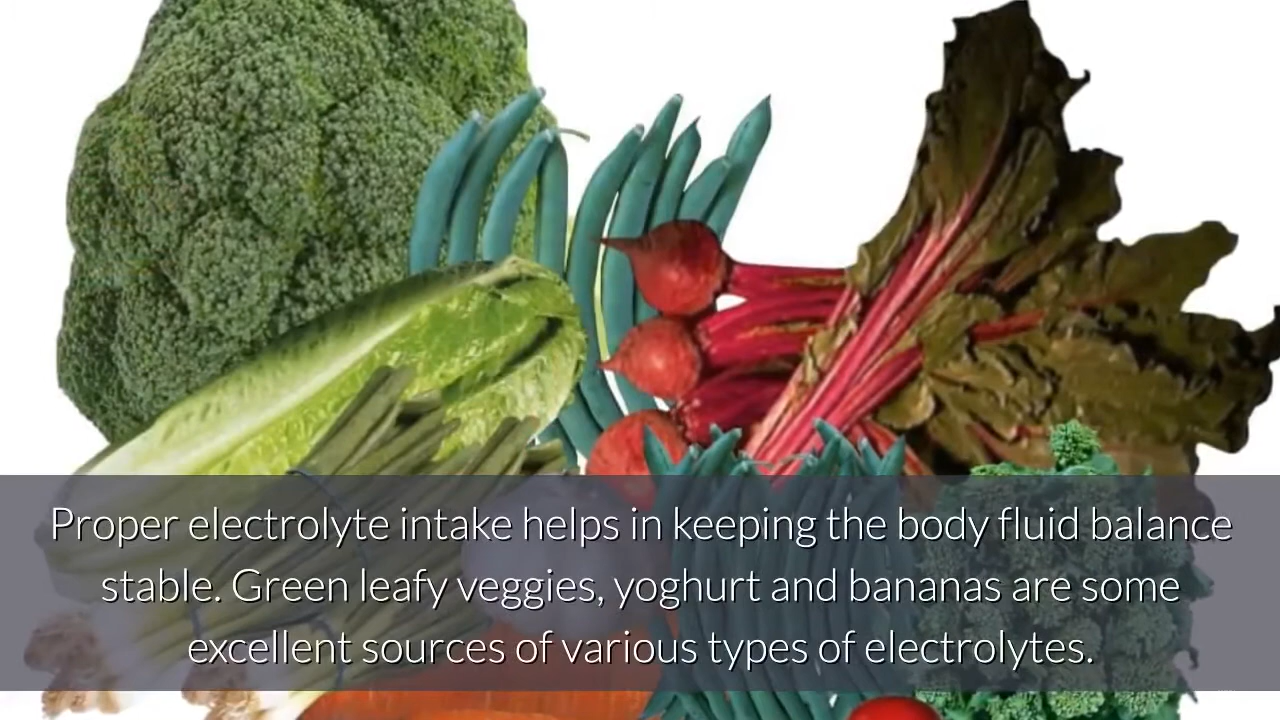 Proper electrolyte intake helps in keeping the body fluid balance
stable. Green leafy veggies, yoghurt and bananas are some
excellent sources of various types of electrolytes.